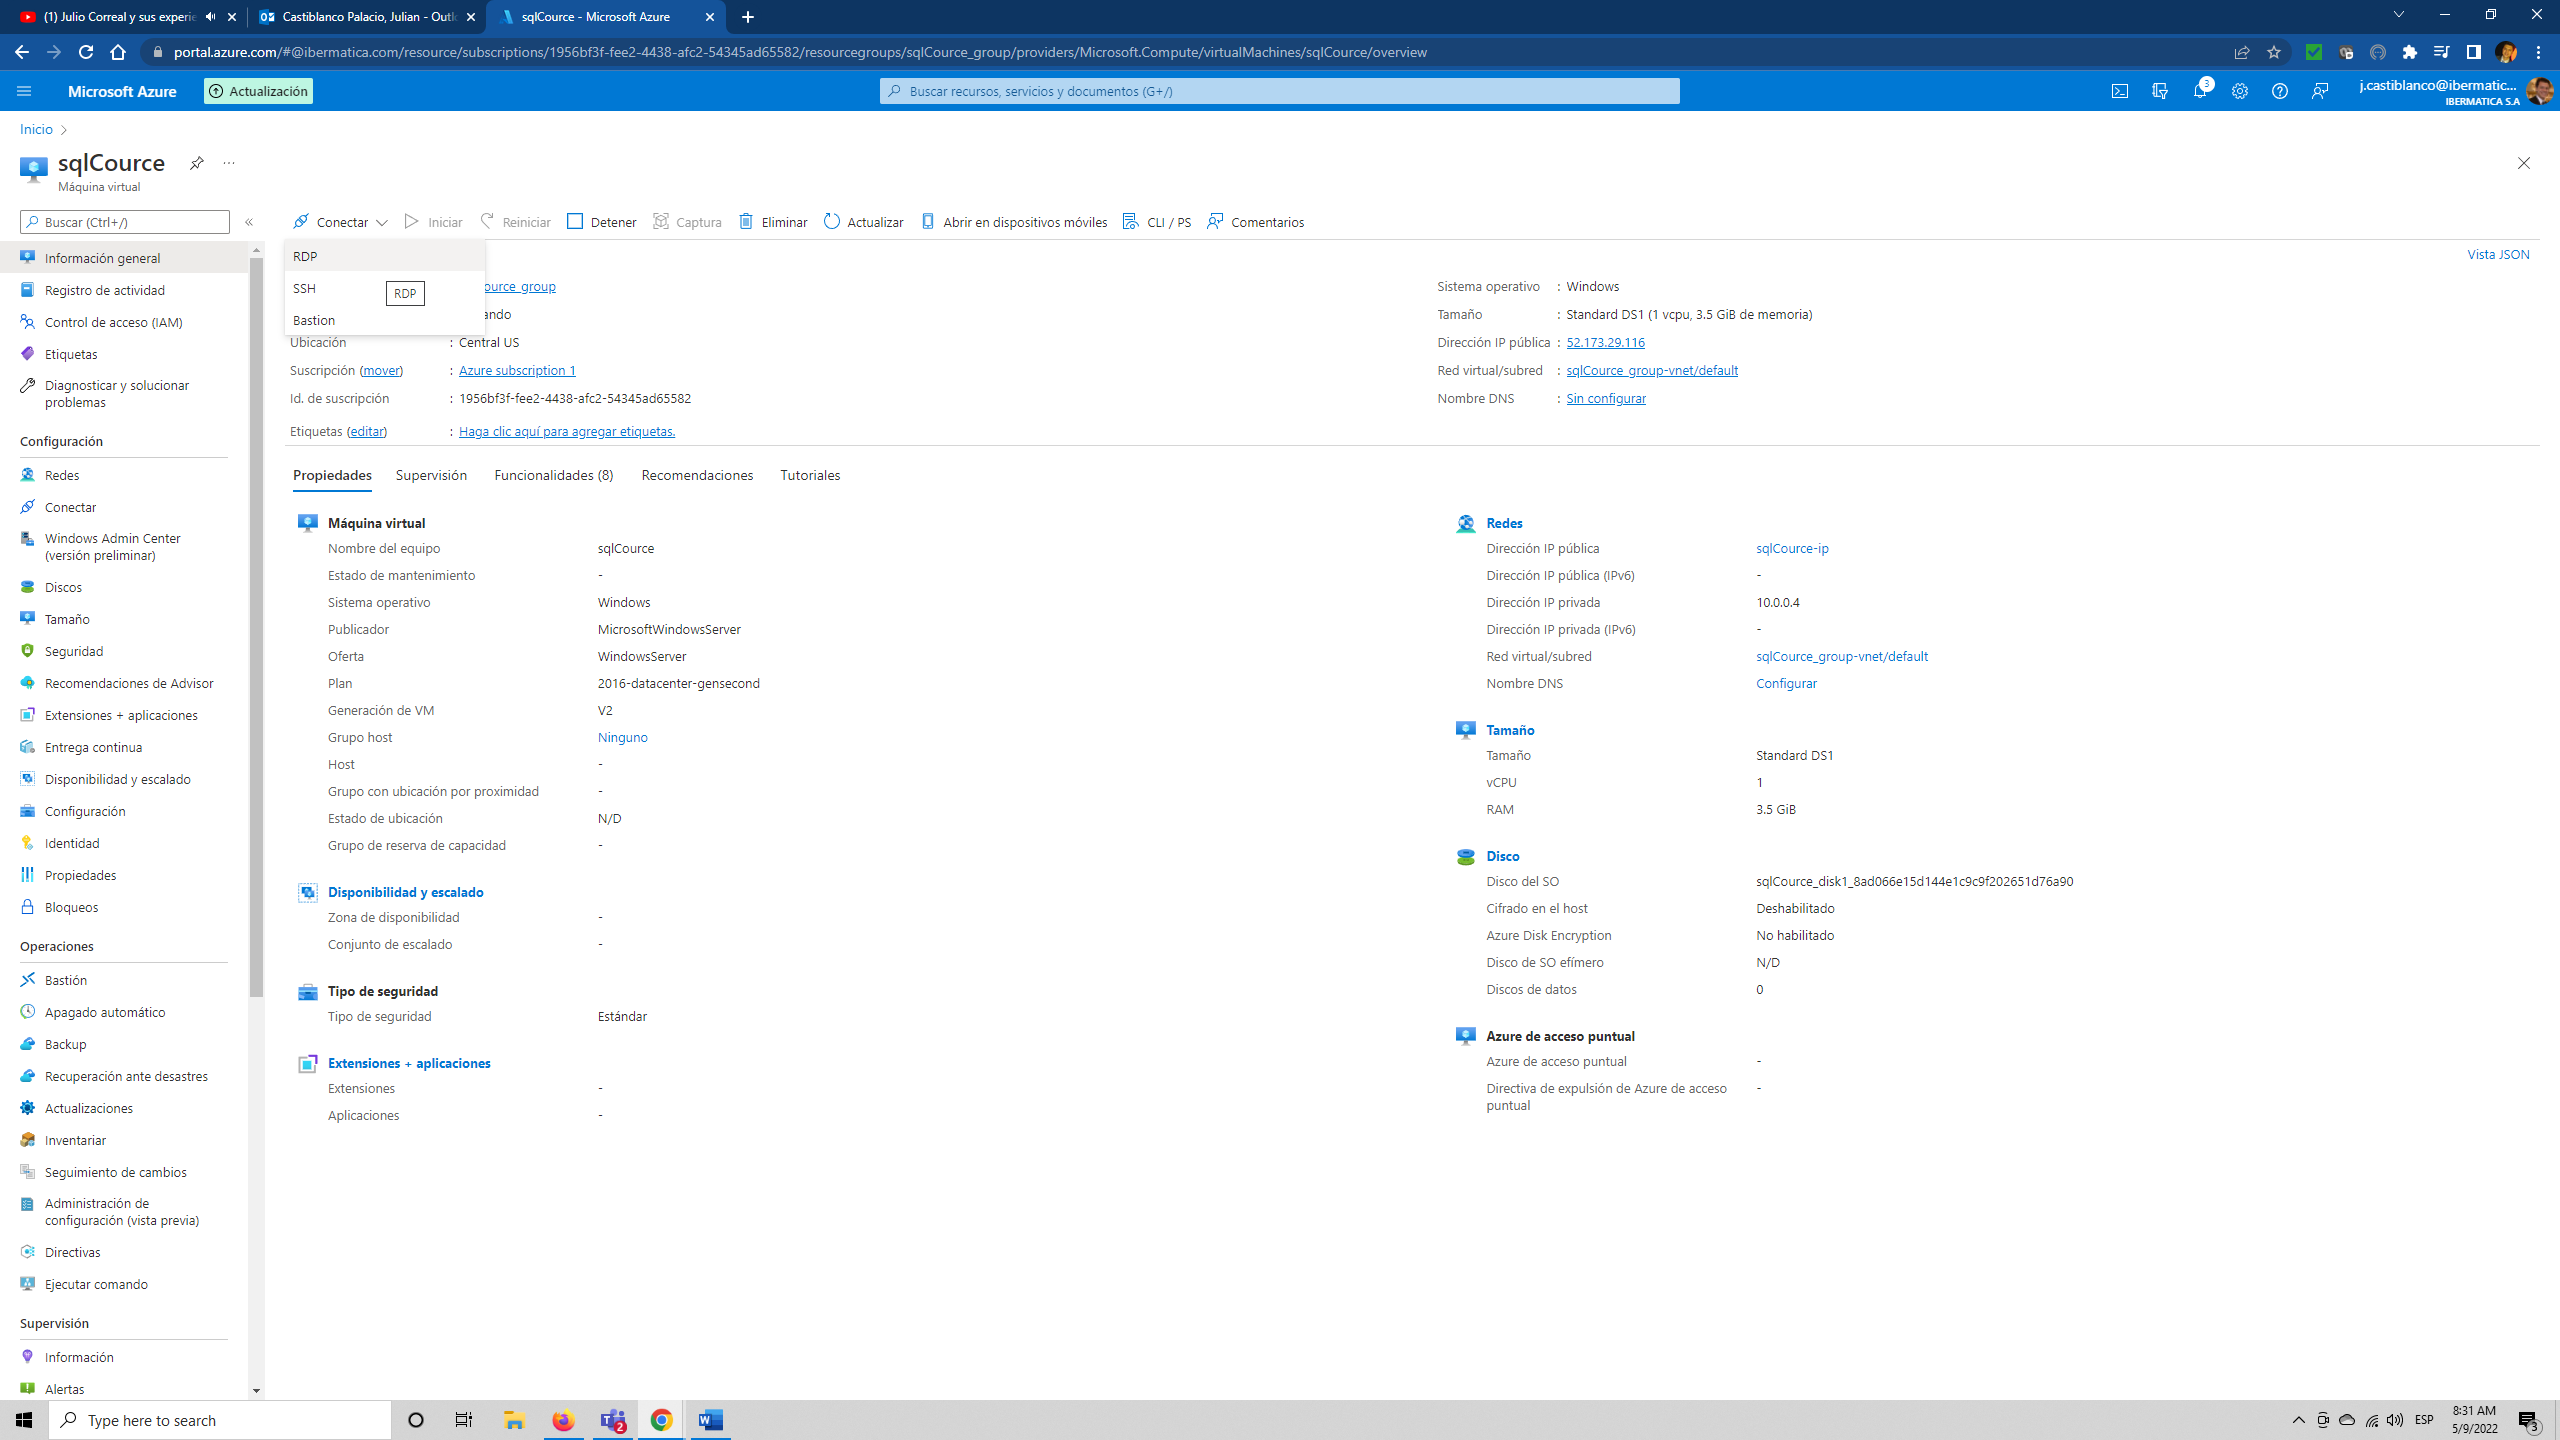 (1) Julio Correal y sus experie
Castiblanco Palacio, Julian - Outl
sqlCource - Microsoft Azure
portal.azure.com/#@ibermatica.com/resource/subscriptions/1956bf3f-fee2-4438-afc2-54345ad65582/resourcegroups/sqlCource_group/providers/Microsoft.Compute/virtualMachines/sqlCource/overview
Microsoft Azure
Actualización
Buscar recursos, servicios y documentos (G+/)
3
j.castiblanco@ibermatic...
IBERMATICA S.A
Inicio
sqlCource
Máquina virtual
Buscar (Ctrl+/)
Conectar
Iniciar
Reiniciar
Detener
Captura
Eliminar
Actualizar
Abrir en dispositivos móviles
CLI / PS
Comentarios
RDP
SSH
RDP
Bastion
Vista JSON
ource_group
ando
Ubicación : Central US
Suscripción (mover) : Azure subscription 1
Id. de suscripción : 1956bf3f-fee2-4438-afc2-54345ad65582
Etiquetas (editar) : Haga clic aquí para agregar etiquetas.
Sistema operativo : Windows
Tamaño : Standard DS1 (1 vcpu, 3.5 GiB de memoria)
Dirección IP pública : 52.173.29.116
Red virtual/subred : sqlCource_group-vnet/default
Nombre DNS : Sin configurar
Información general
Registro de actividad
Control de acceso (IAM)
Etiquetas
Diagnosticar y solucionar
problemas
Configuración
Redes
Conectar
Windows Admin Center
(versión preliminar)
Discos
Tamaño
Seguridad
Recomendaciones de Advisor
Extensiones + aplicaciones
Entrega continua
Disponibilidad y escalado
Configuración
Identidad
Propiedades
Bloqueos
Operaciones
Bastión
Apagado automático
Backup
Recuperación ante desastres
Actualizaciones
Inventariar
Seguimiento de cambios
Administración de
configuración (vista previa)
Directivas
Ejecutar comando
Supervisión
Información
Alertas
Propiedades
Supervisión
Funcionalidades (8)
Recomendaciones
Tutoriales
Máquina virtual
Nombre del equipo sqlCource
Estado de mantenimiento -
Sistema operativo Windows
Publicador MicrosoftWindowsServer
Oferta WindowsServer
Plan 2016-datacenter-gensecond
Generación de VM V2
Grupo host Ninguno
Host -
Grupo con ubicación por proximidad -
Estado de ubicación N/D
Grupo de reserva de capacidad -
Disponibilidad y escalado
Zona de disponibilidad -
Conjunto de escalado -
Tipo de seguridad
Tipo de seguridad Estándar
Extensiones + aplicaciones
Extensiones -
Aplicaciones -
Redes
Dirección IP pública sqlCource-ip
Dirección IP pública (IPv6) -
Dirección IP privada 10.0.0.4
Dirección IP privada (IPv6) -
Red virtual/subred sqlCource_group-vnet/default
Nombre DNS Configurar
Tamaño
Tamaño Standard DS1
vCPU 1
RAM 3.5 GiB
Disco
Disco del SO sqlCource_disk1_8ad066e15d144e1c9c9f202651d76a90
Cifrado en el host Deshabilitado
Azure Disk Encryption No habilitado
Disco de SO efímero N/D
Discos de datos 0
Azure de acceso puntual
Azure de acceso puntual -
Directiva de expulsión de Azure de acceso -
puntual
Type here to search
2
ESP
8:31 AM
5/9/2022
3